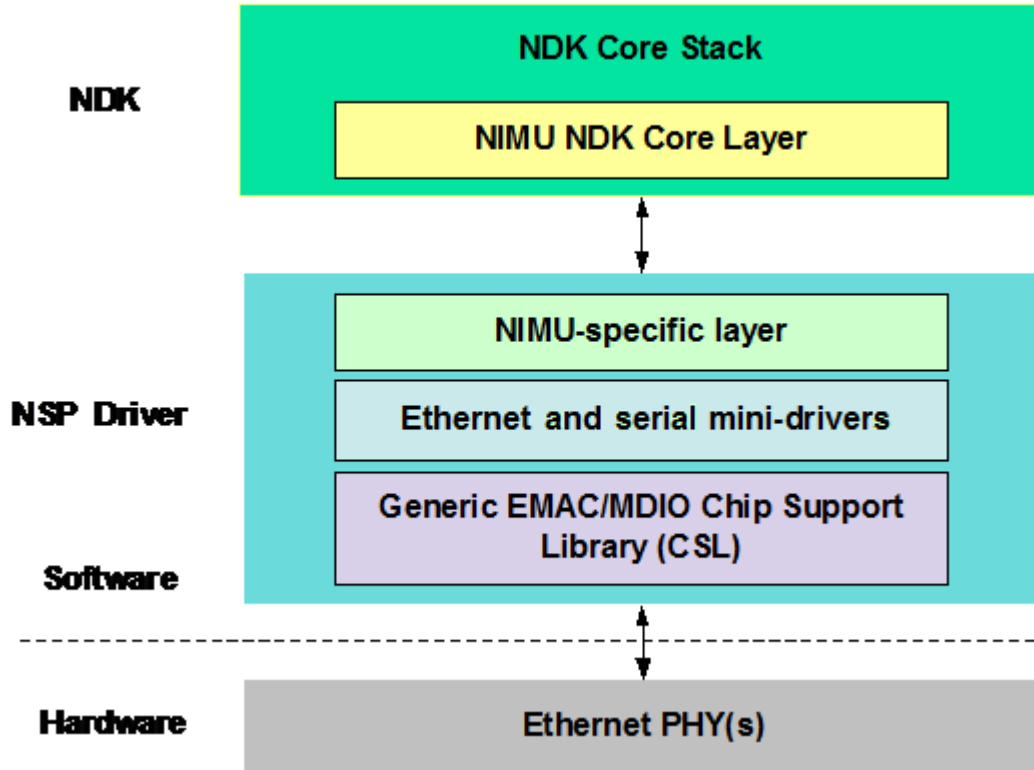 NDK Core Stack
NDK
NIMU NDK Core Layer
NIMU-specific layer
NSP Driver
Ethernet and serial mini-drivers
Generic EMAC/MDIO Chip Support
Library (CSL)
Software
Hardware
Ethernet PHY(s)